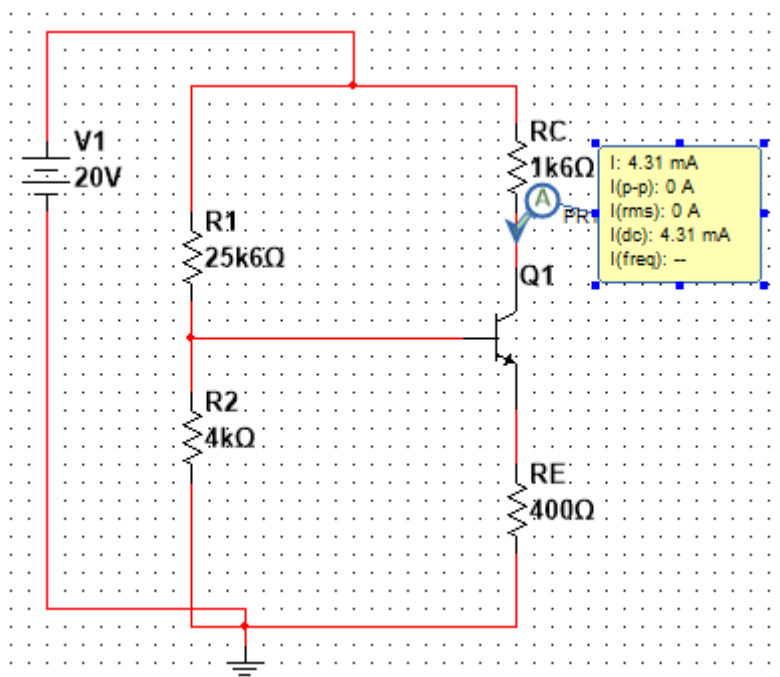 V1
20V
R1
25k6Ω
R2
4kΩ
RC
1k6Ω
A
PR1
I: 4.31 mA
I(p-p): 0 A
I(rms): 0 A
I(dc): 4.31 mA
I(freq): --
Q1
RE
400Ω